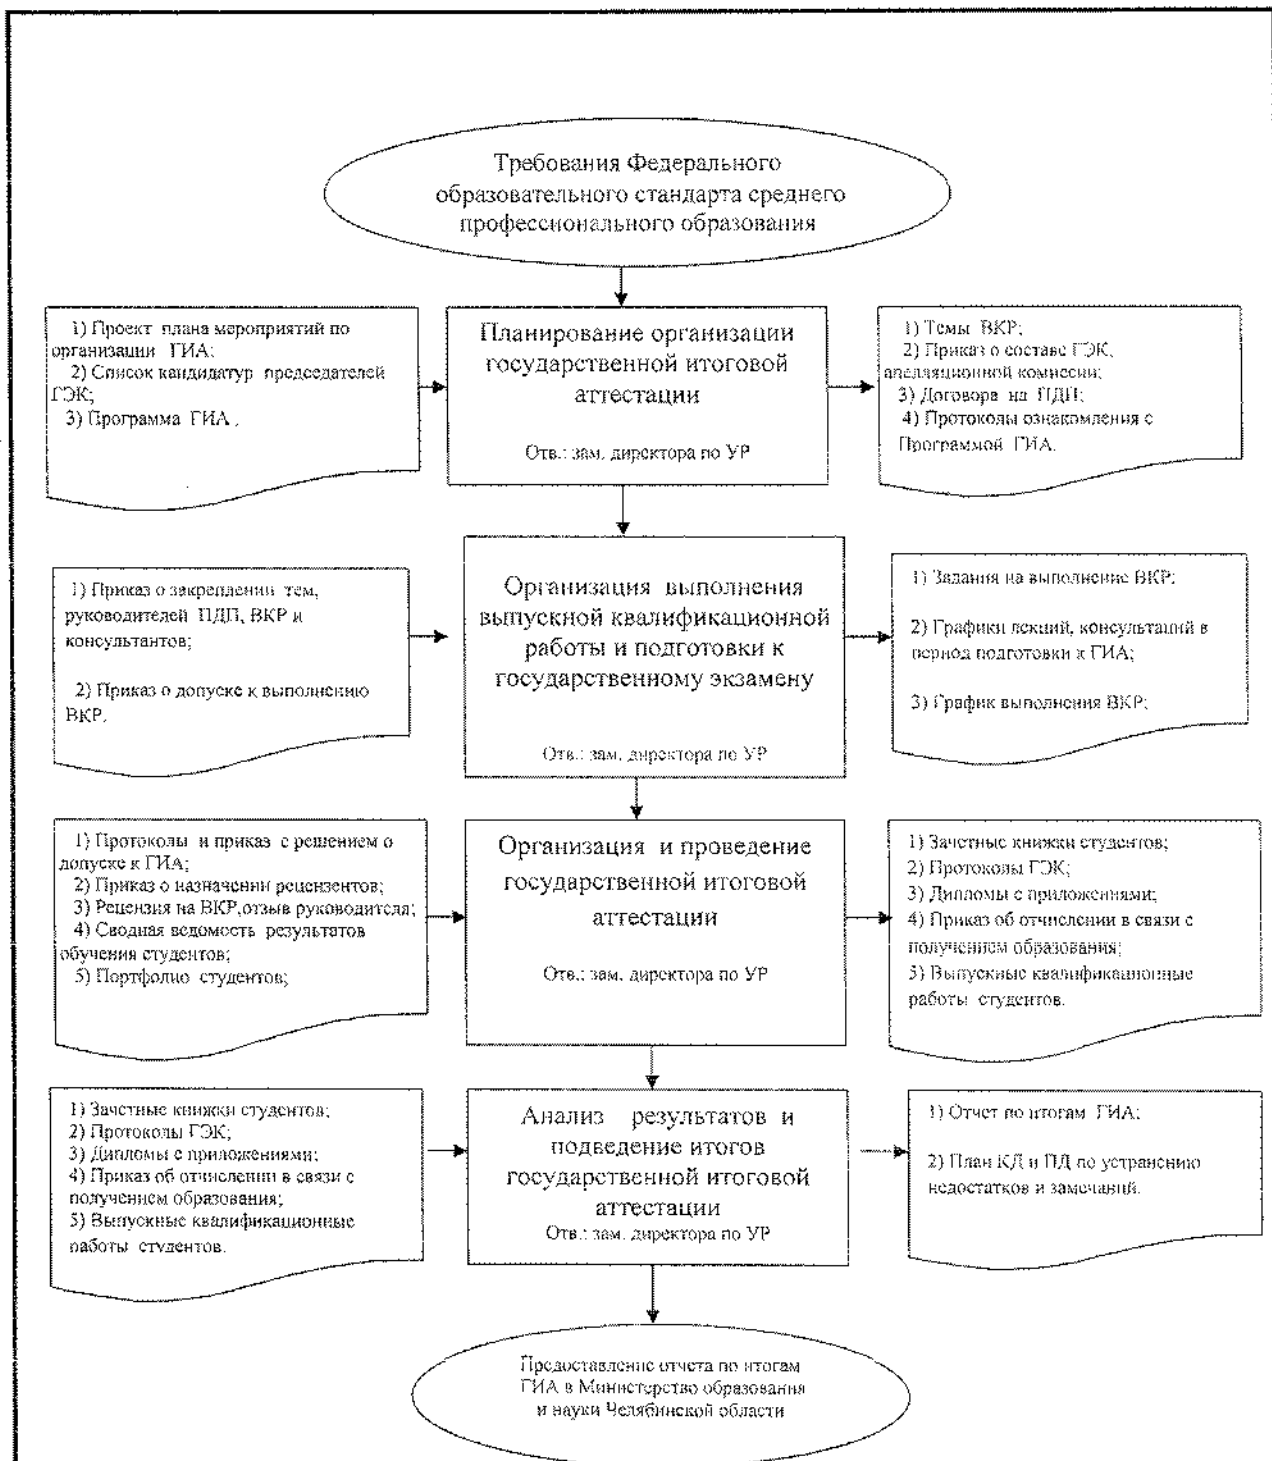 Требования Федерального
образовательного стандарта среднего
профессионального образования
1) Проект плана мероприятий по
организации ГИА;
2) Список кандидатур председателей
ГЭК;
3) Программа ГИА.
Планирование организации
государственной итоговой
аттестации
Отв.: зам. директора по УР
1) Темы ВКР;
2) Приказ о составе ГЭК,
апелляционной комиссии;
3) Договора на ПДП;
4) Протоколы ознакомления с
Программой ГИА.
1) Приказ о закреплении тем,
руководителей ПДП, ВКР и
консультантов;
2) Приказ о допуске к выполнению
ВКР.
Организация выполнения
выпускной квалификационной
работы и подготовки к
государственному экзамену
Отв.: зам. директора по УР
1) Задания на выполнение ВКР;
2) Графики лекций, консультаций в
период подготовки к ГИА;
3) График выполнения ВКР;
1) Протоколы и приказ с решением о
допуске к ГИА;
2) Приказ о назначении рецензентов;
3) Рецензия на ВКР,отзыв руководителя;
4) Сводная ведомость результатов
обучения студентов;
5) Портфолио студентов;
Организация и проведение
государственной итоговой
аттестации
Отв.: зам. директора по УР
1) Зачетные книжки студентов;
2) Протоколы ГЭК;
3) Дипломы с приложениями;
4) Приказ об отчислении в связи с
получением образования;
5) Выпускные квалификационные
работы студентов.
1) Зачетные книжки студентов;
2) Протоколы ГЭК;
3) Дипломы с приложениями;
4) Приказ об отчислении в связи с
получением образования;
5) Выпускные квалификационные
работы студентов.
Анализ результатов и
подведение итогов
государственной итоговой
аттестации
Отв.: зам. директора по УР
1) Отчет по итогам ГИА;
2) План КД и ПД по устранению
недостатков и замечаний.
Предоставление отчета по итогам
ГИА в Министерство образования
и науки Челябинской области